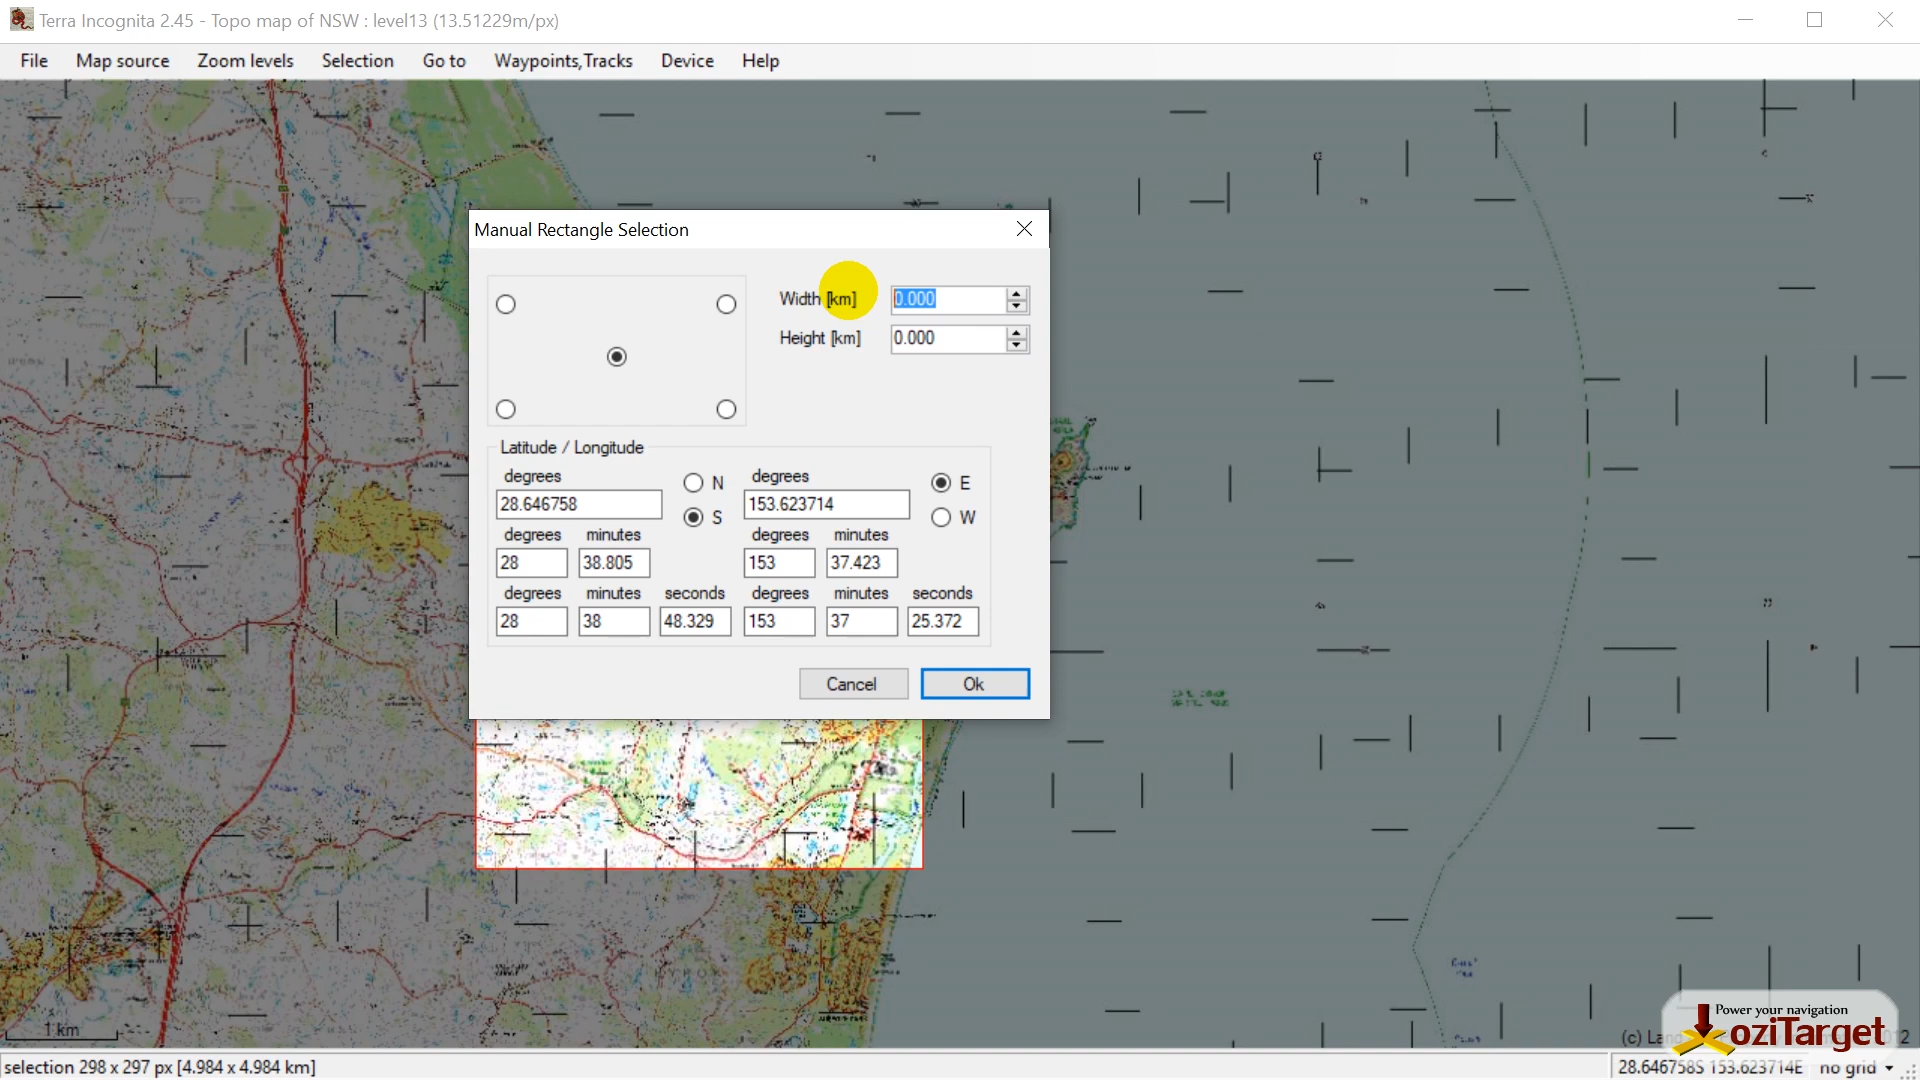 Terra Incognita 2.45 - Topo map of NSW : level13 (13.51229m/px)
File Map source Zoom levels Selection Go to Waypoints,Tracks Device Help
Manual Rectangle Selection
Width [km] 0.000
Height [km] 0.000
Latitude / Longitude
degrees N degrees E
28.646758 S 153.623714 W
degrees minutes degrees minutes
28 38.805 153 37.423
degrees minutes seconds degrees minutes seconds
28 38 48.329 153 37 25.372
Cancel Ok
1 km
Power your navigation
oziTarget
selection 298 x 297 px [4.984 x 4.984 km] 28.646758S 153.623714E no grid